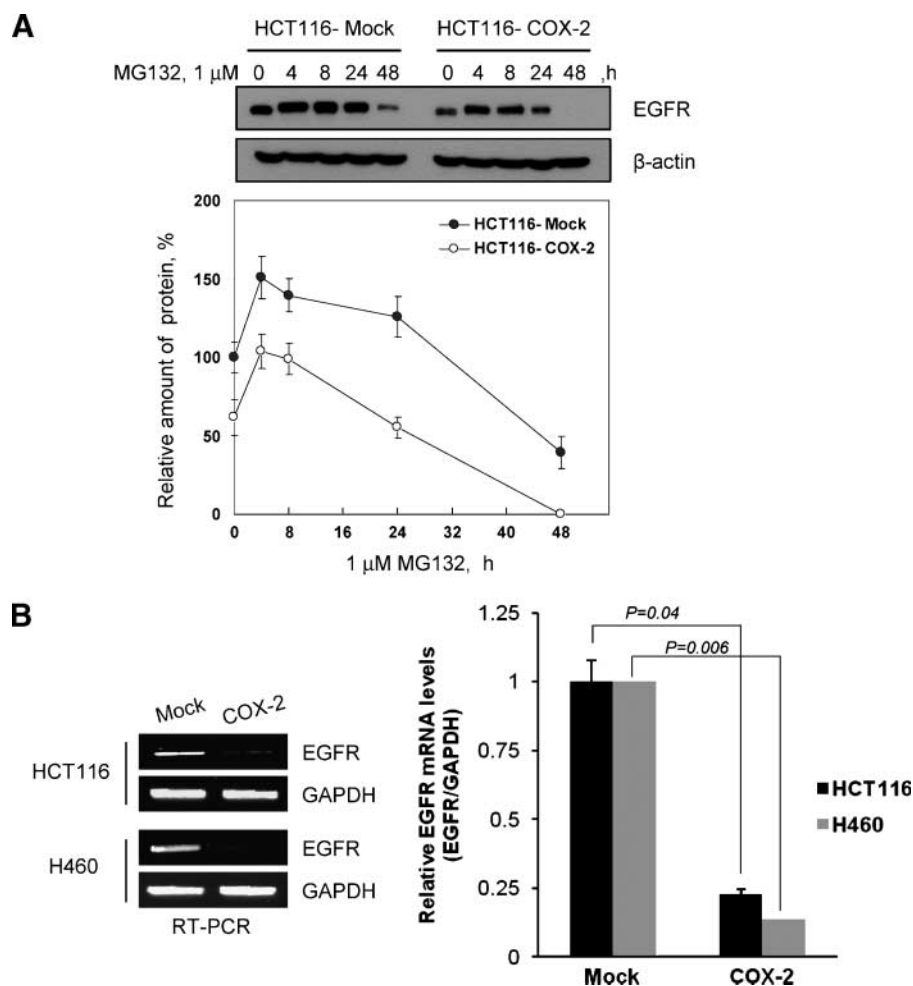 A
HCT116- Mock HCT116- COX-2
MG132, 1 μM 0 4 8 24 48 0 4 8 24 48 ,h
EGFR
β-actin
200
150
100
50
0
Relative amount of protein, %
HCT116- Mock
HCT116- COX-2
0 8 16 24 32 40 48
1 μM MG132, h
B
Mock COX-2
HCT116
EGFR
GAPDH
H460
EGFR
GAPDH
RT-PCR
Relative EGFR mRNA levels
(EGFR/GAPDH)
1.25
1
0.75
0.5
0.25
0
P=0.04
P=0.006
HCT116
H460
Mock COX-2